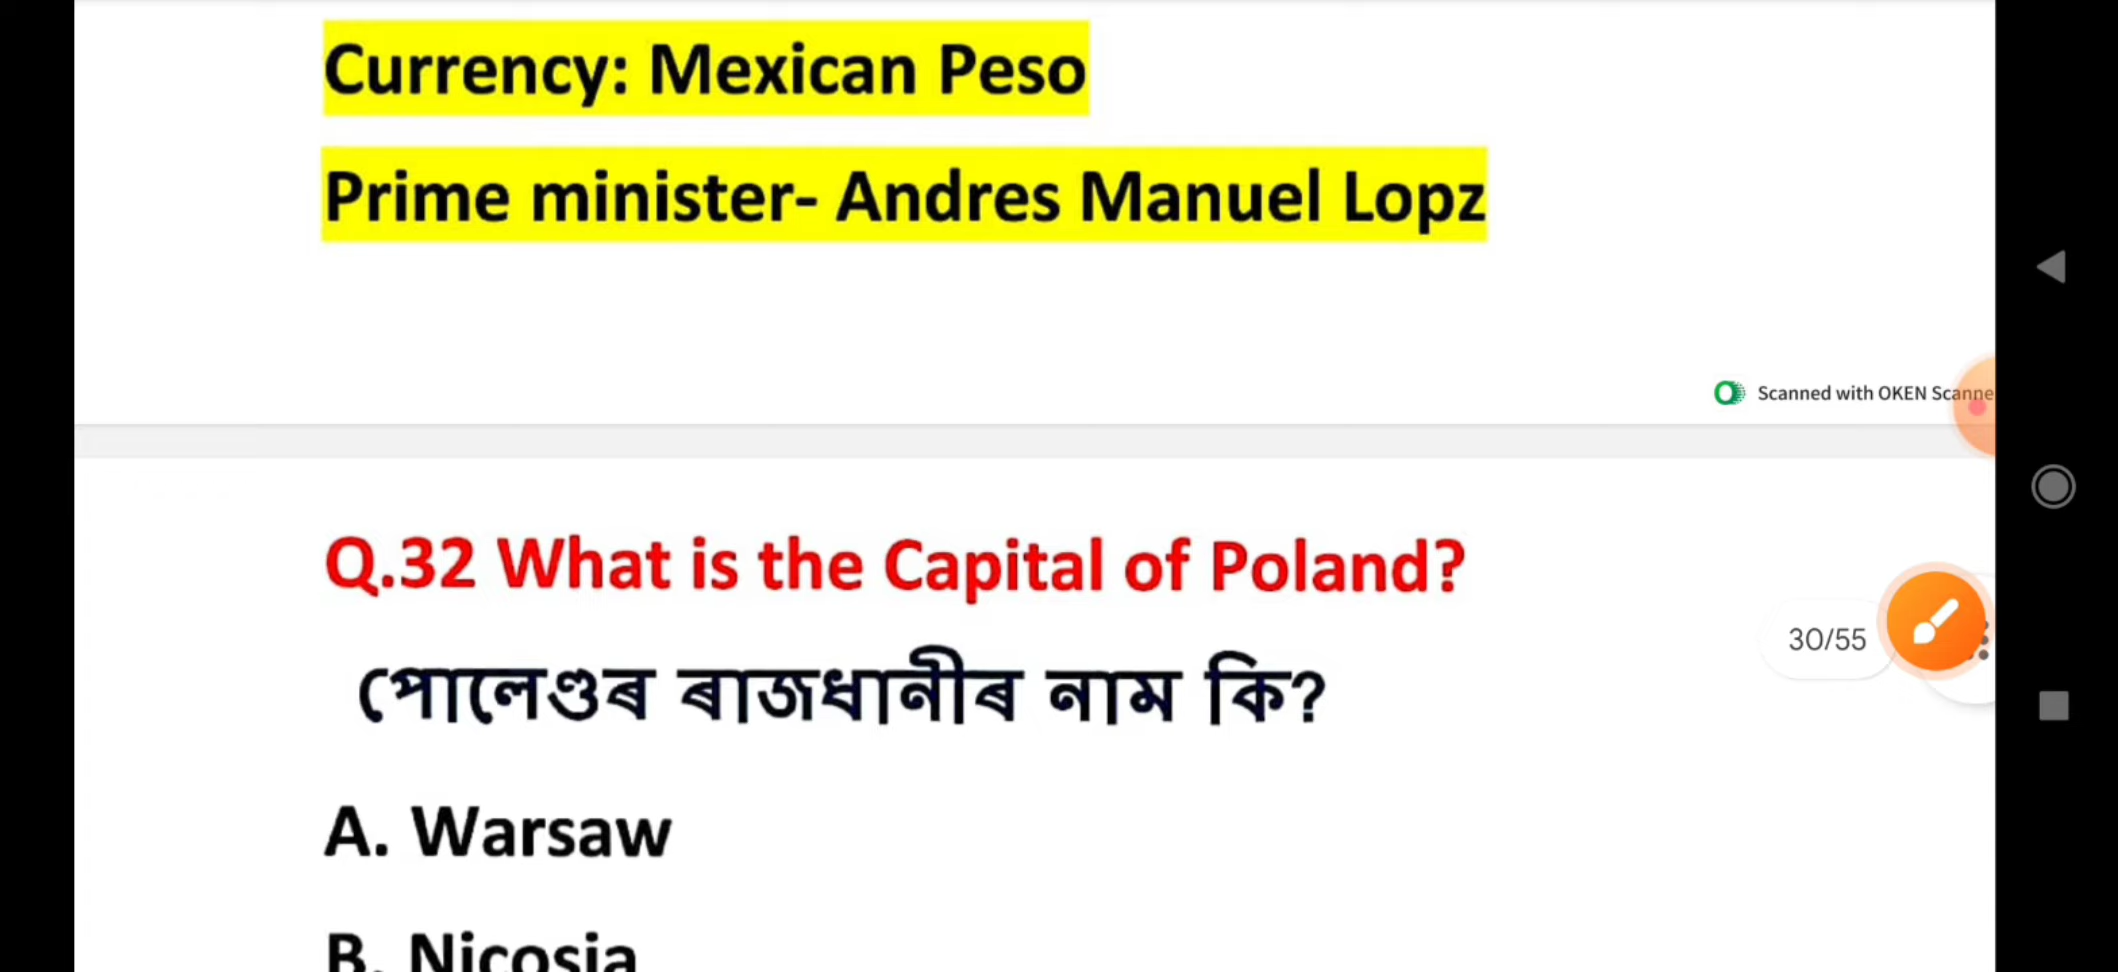 Currency: Mexican Peso
Prime minister- Andres Manuel Lopz
Scanned with OKEN Scanne
Q.32 What is the Capital of Poland?
30/55
পোলেণ্ডৰ ৰাজধানীৰ নাম কি?
A. Warsaw
B. Nicosia